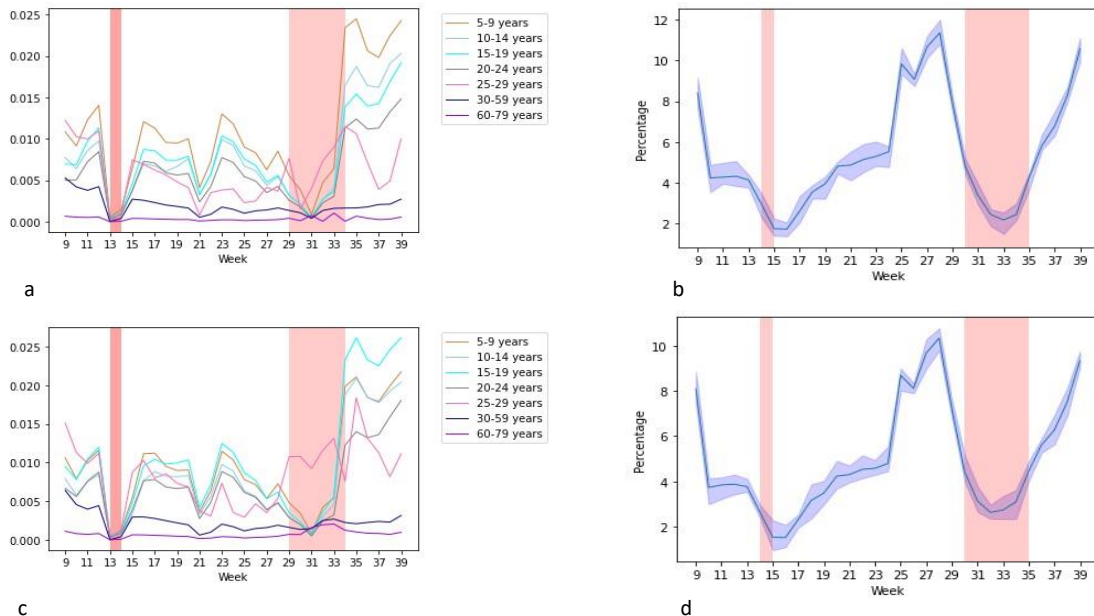 0.025
0.020
0.015
0.010
0.005
0.000
9 11 13 15 17 19 21 23 25 27 29 31 33 35 37 39
Week
5-9 years
10-14 years
15-19 years
20-24 years
25-29 years
30-59 years
60-79 years
a
Percentage
12
10
8
6
4
2
9 11 13 15 17 19 21 23 25 27 29 31 33 35 37 39
Week
b
0.025
0.020
0.015
0.010
0.005
0.000
9 11 13 15 17 19 21 23 25 27 29 31 33 35 37 39
Week
5-9 years
10-14 years
15-19 years
20-24 years
25-29 years
30-59 years
60-79 years
c
Percentage
10
8
6
4
2
9 11 13 15 17 19 21 23 25 27 29 31 33 35 37 39
Week
d